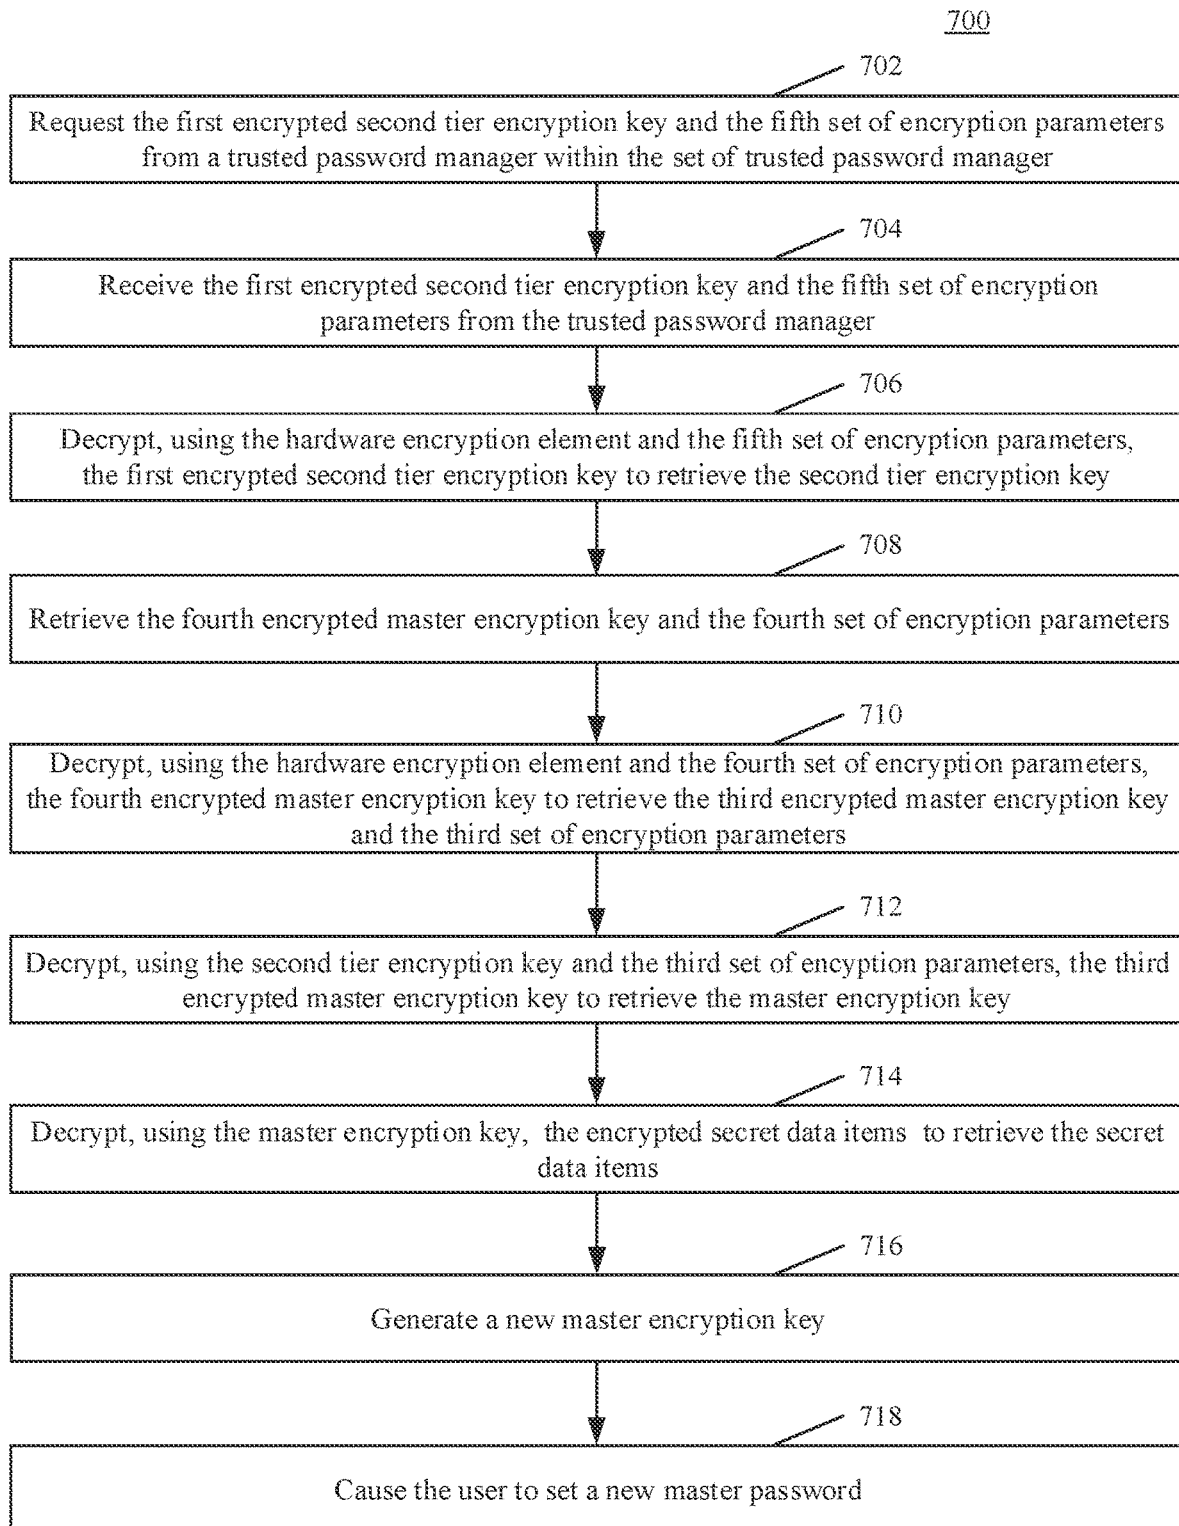 700
702
Request the first encrypted second tier encryption key and the fifth set of encryption parameters
from a trusted password manager within the set of trusted password manager
704
Receive the first encrypted second tier encryption key and the fifth set of encryption
parameters from the trusted password manager
706
Decrypt, using the hardware encryption element and the fifth set of encryption parameters,
the first encrypted second tier encryption key to retrieve the second tier encryption key
708
Retrieve the fourth encrypted master encryption key and the fourth set of encryption parameters
710
Decrypt, using the hardware encryption element and the fourth set of encryption parameters,
the fourth encrypted master encryption key to retrieve the third encrypted master encryption key
and the third set of encryption parameters
712
Decrypt, using the second tier encryption key and the third set of encyption parameters, the third
encrypted master encryption key to retrieve the master encryption key
714
Decrypt, using the master encryption key, the encrypted secret data items to retrieve the secret
data items
716
Generate a new master encryption key
718
Cause the user to set a new master password